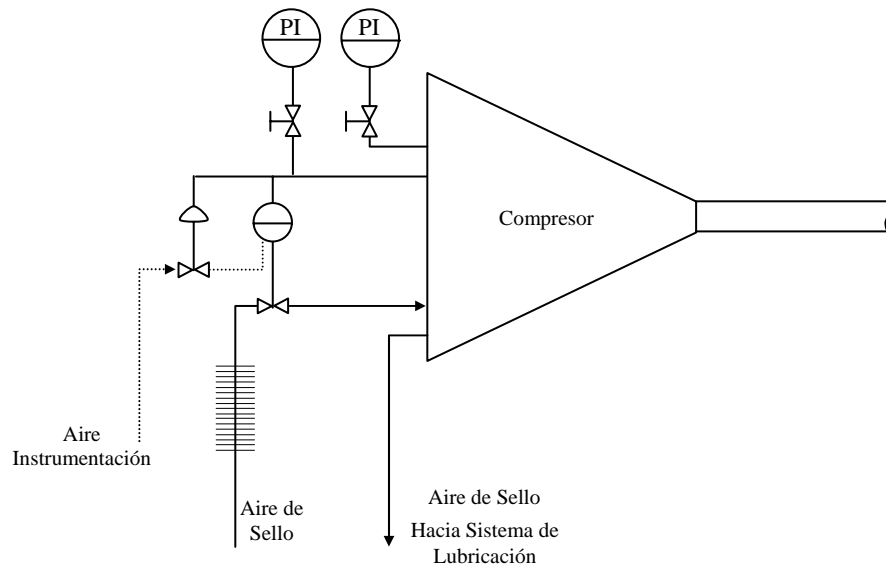 PI
PI
Compresor
Aire
Instrumentación
Aire de
Sello
Aire de Sello
Hacia Sistema de
Lubricación